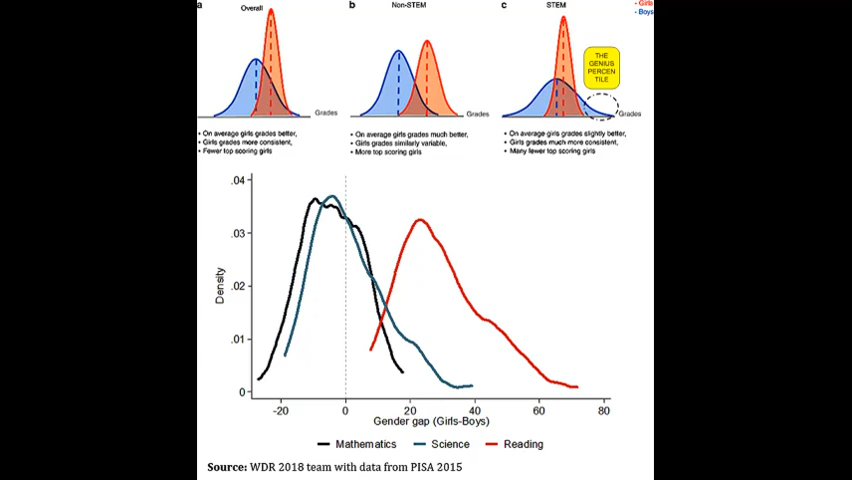 a Overall
b Non-STEM
c STEM
- Girls
- Boys
THE
GENIUS
PERCEN
TILE
Grades
Grades
Grades
• On average girls grades better,
• Girls grades more consistent,
• Fewer top scoring girls
• On average girls grades much better,
• Girls grades similarly variable,
• More top scoring girls
• On average girls grades slightly better,
• Girls grades much more consistent,
• Many fewer top scoring girls
.04
.03
.02
.01
0
Density
-20 0 20 40 60 80
Gender gap (Girls-Boys)
Mathematics Science Reading
Source: WDR 2018 team with data from PISA 2015